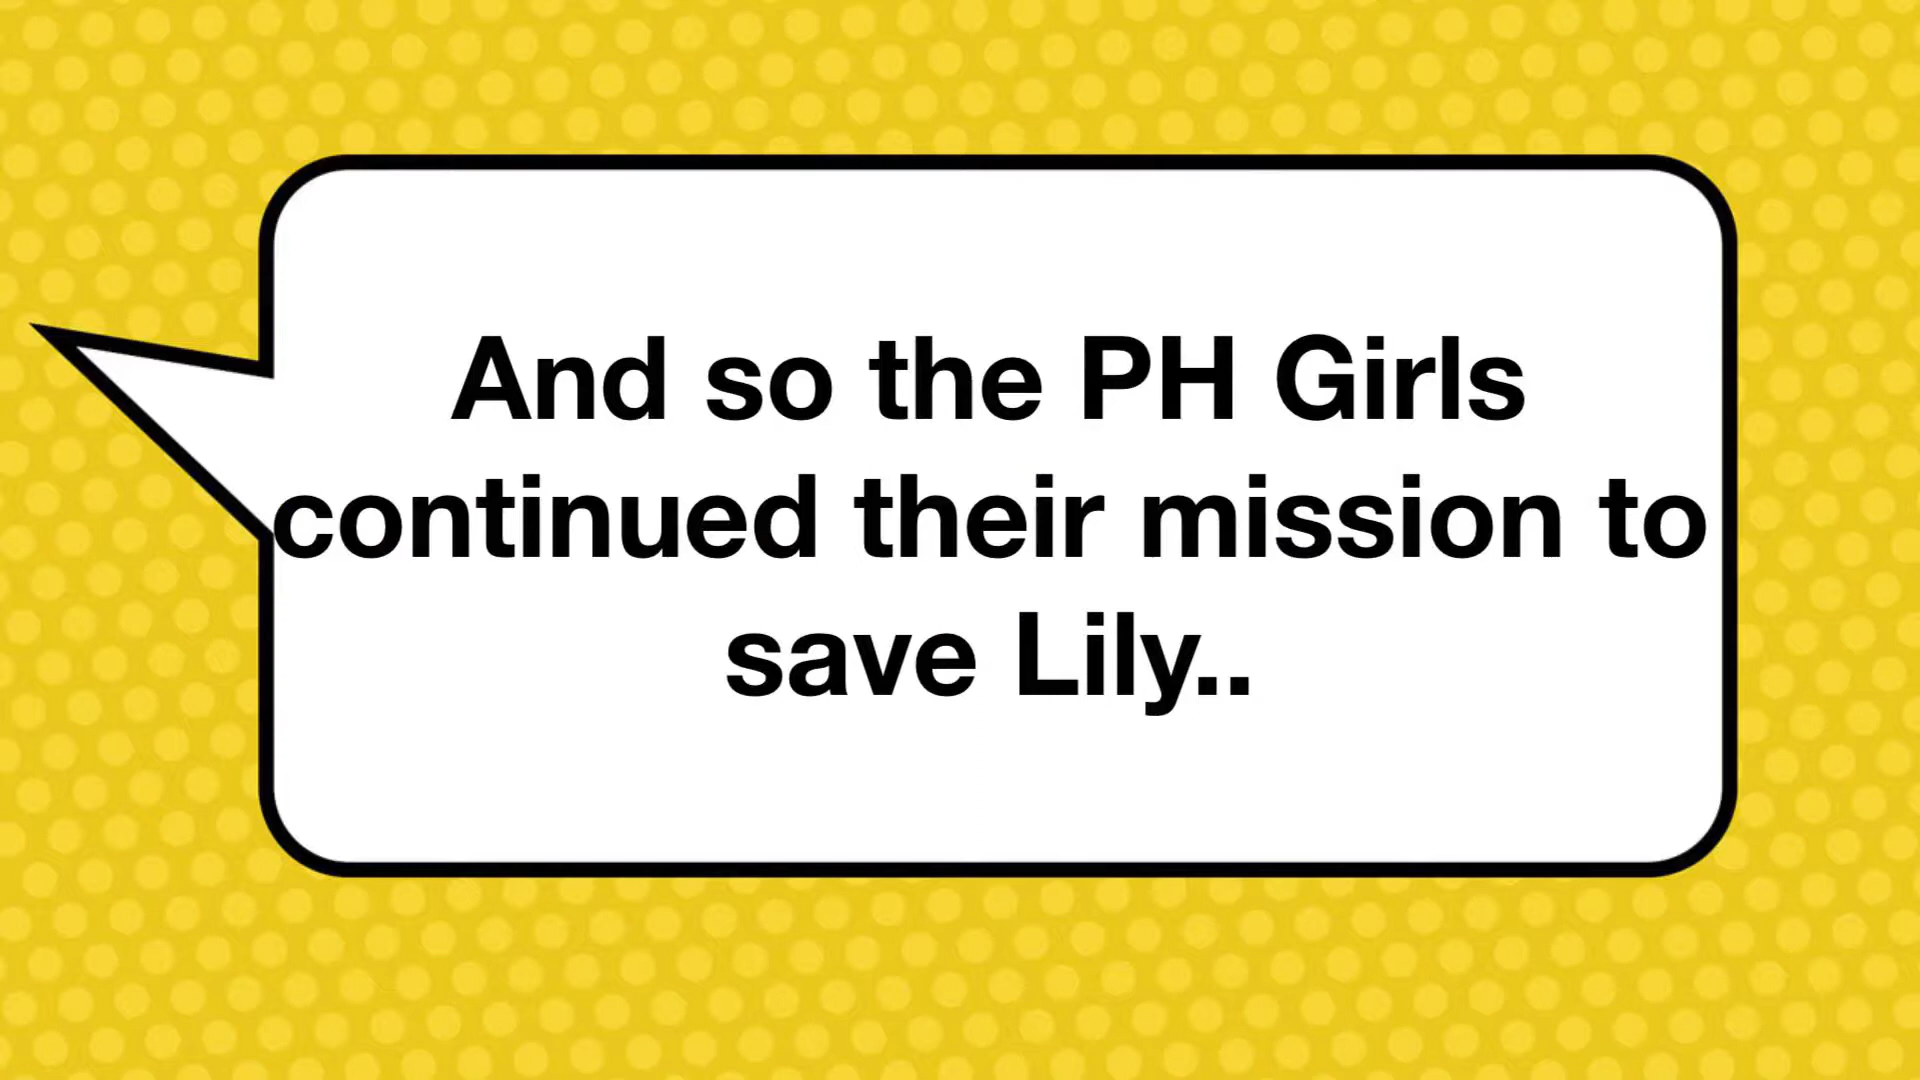 And so the PH Girls
continued their mission to
save Lily..